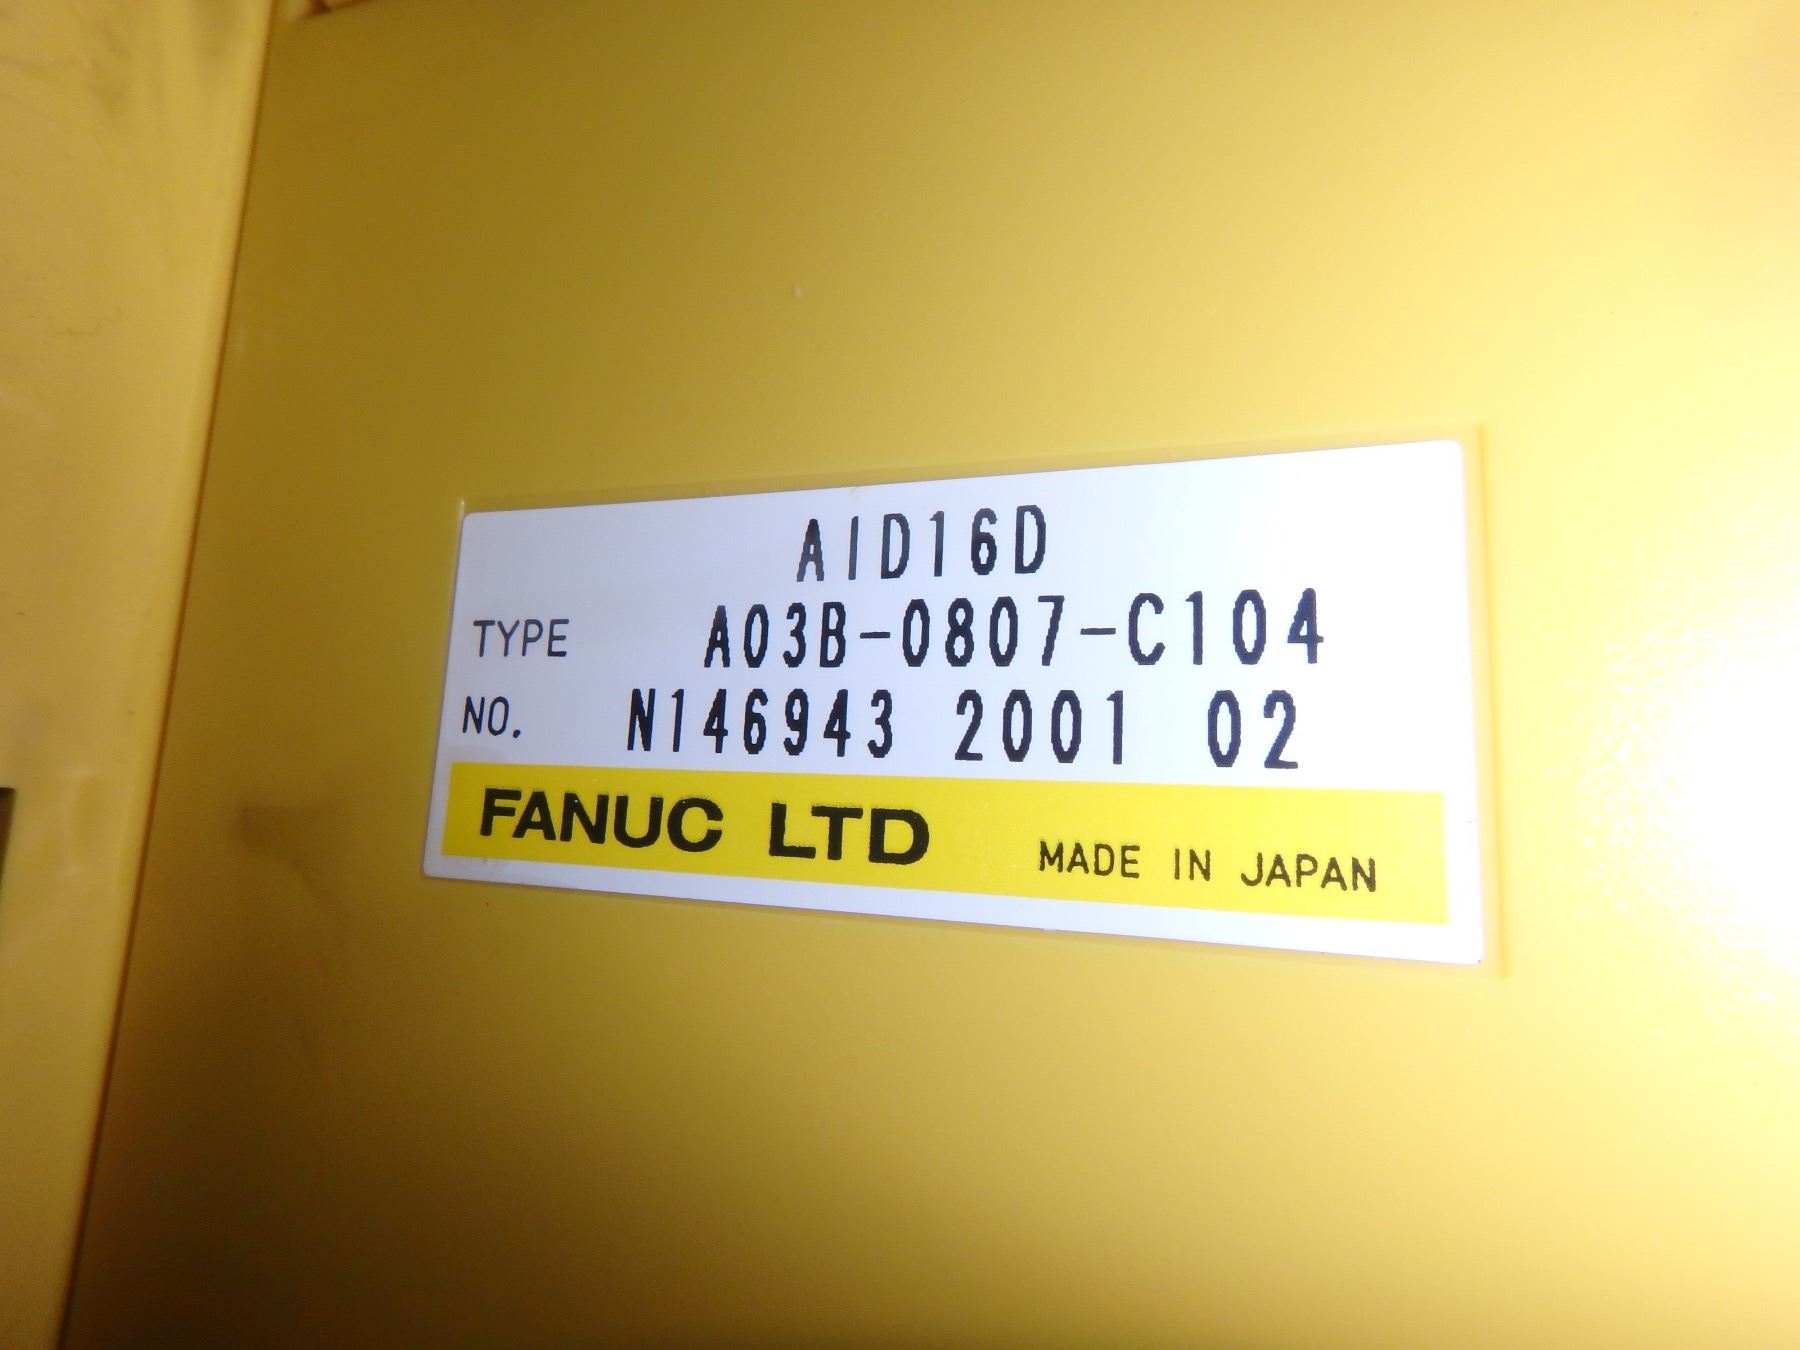 AID16D
TYPE A03B-0807-C104
NO. N146943 2001 02
FANUC LTD MADE IN JAPAN